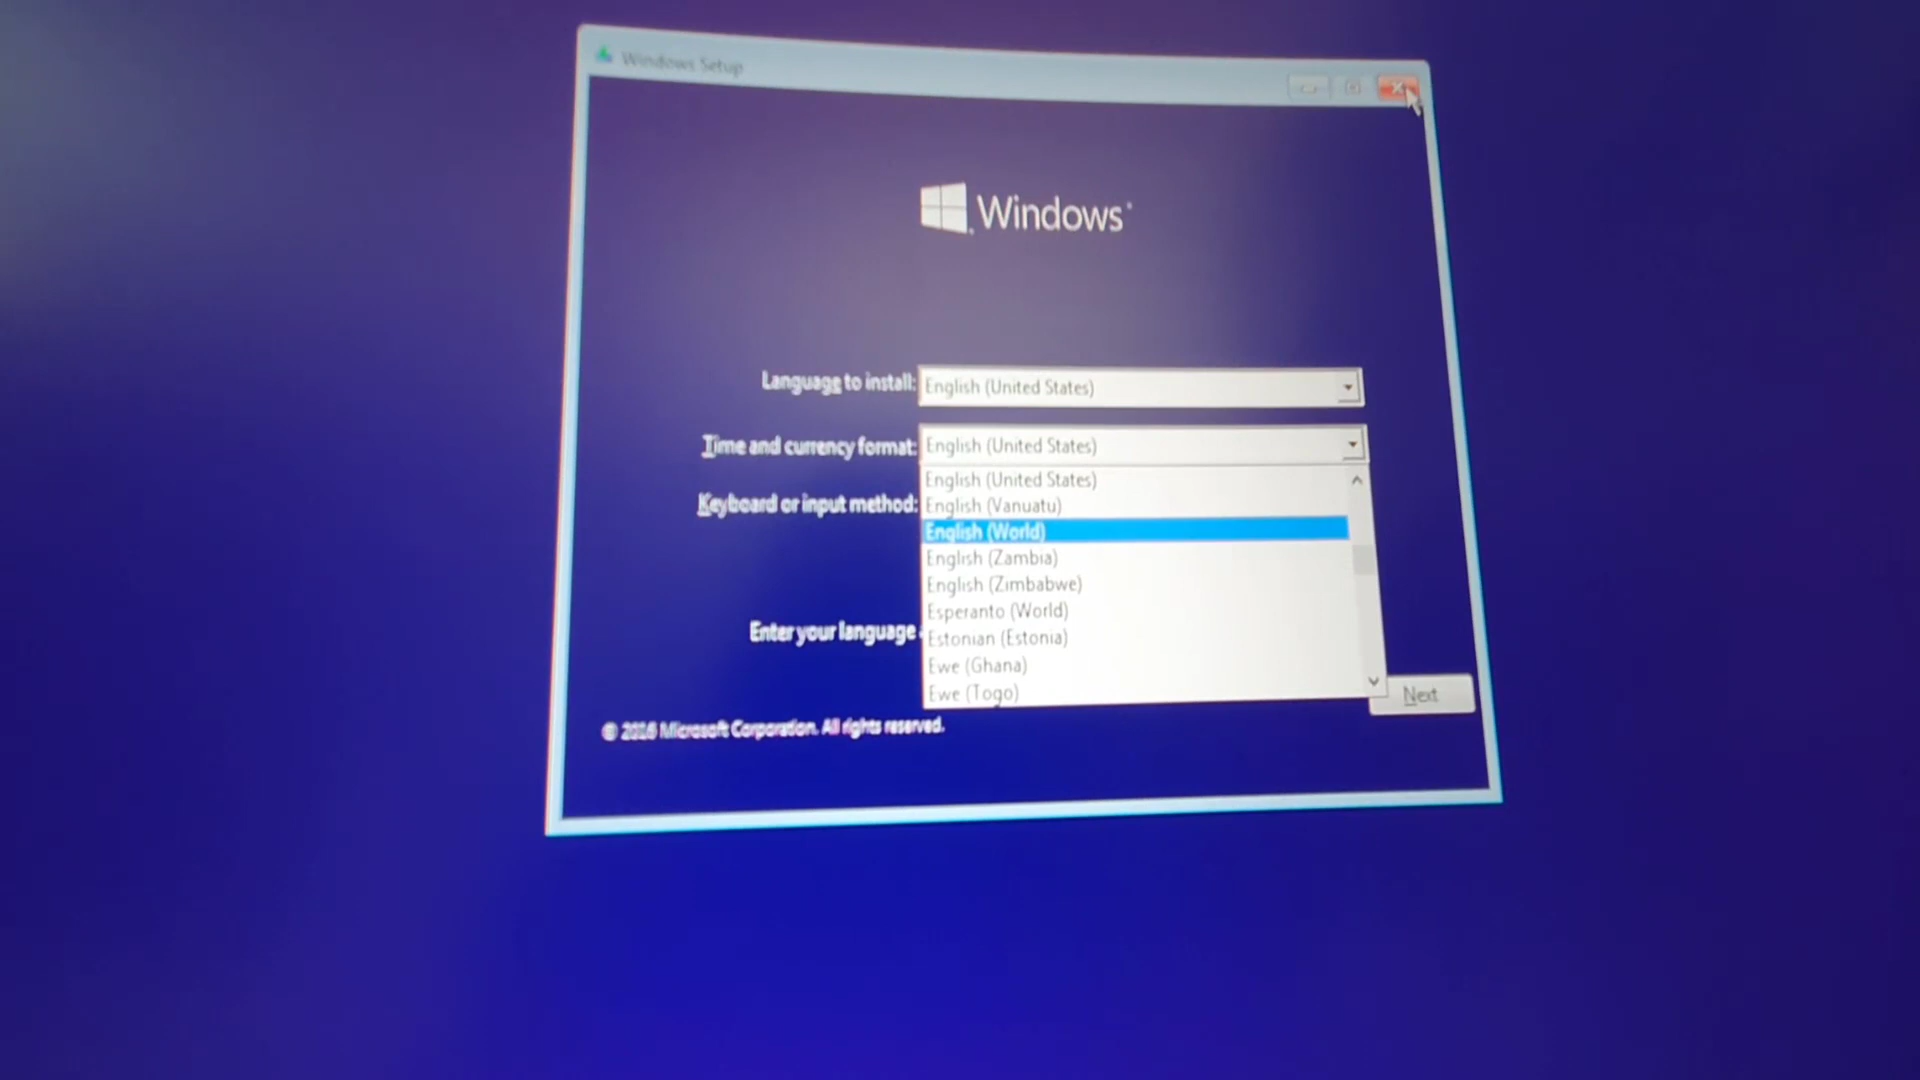 Windows Setup
Windows
Language to install: English (United States)
Time and currency format: English (United States)
English (United States)
Keyboard or input method: English (Vanuatu)
English (World)
English (Zambia)
English (Zimbabwe)
Esperanto (World)
Enter your language
Estonian (Estonia)
Ewe (Ghana)
Ewe (Togo)
Next
© 2016 Microsoft Corporation. All rights reserved.